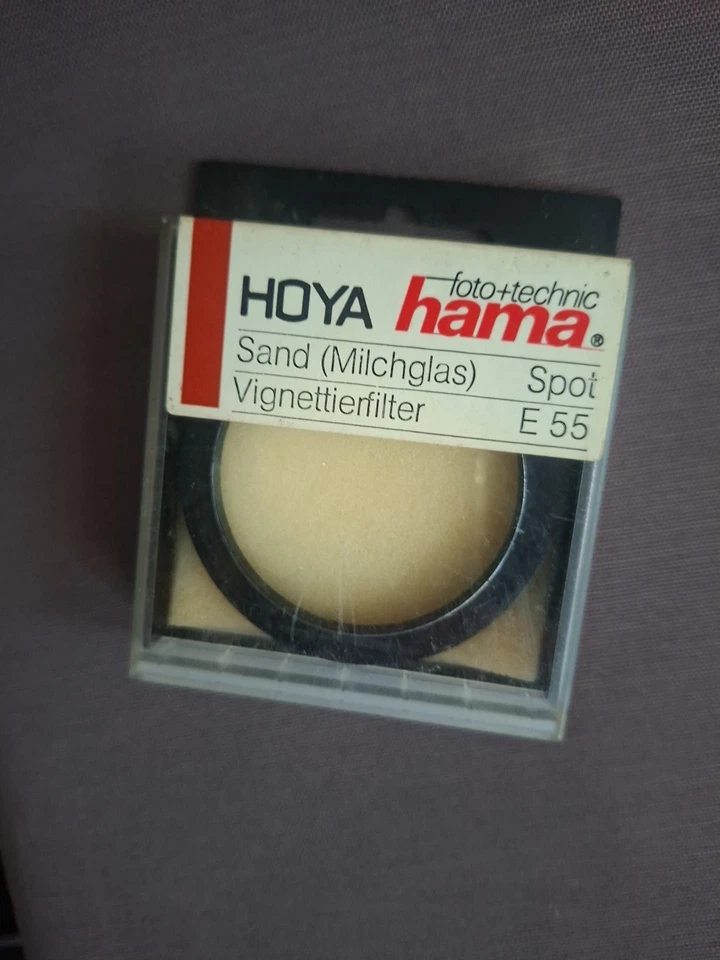 HOYA
foto+technic
hama®
Sand (Milchglas) Spot
Vignettierfilter E 55